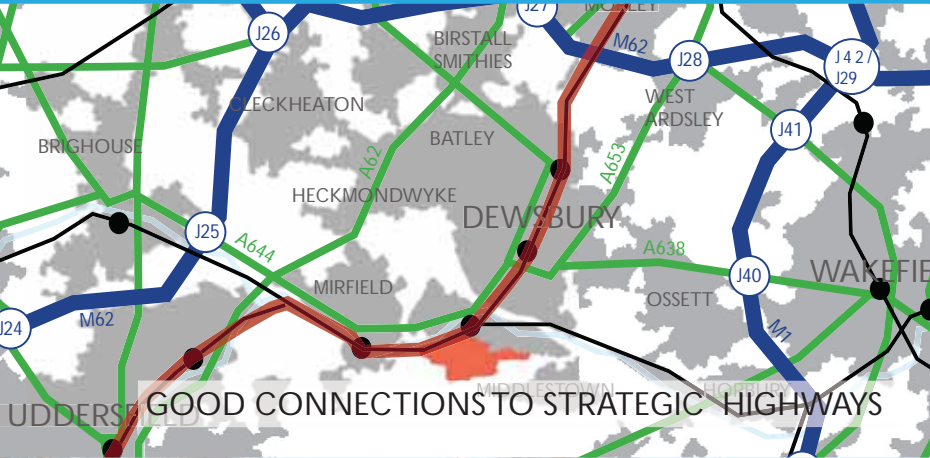 J27
MORLEY
J26
BIRSTALL
SMITHIES
M62
J28
J42/
J29
CLECKHEATON
WEST
ARDSLEY
J41
BRIGHOUSE
BATLEY
A62
A653
HECKMONDWYKE
DEWSBURY
J25
A644
A638
WAKEFIE
J40
MIRFIELD
OSSETT
J24
M62
M1
MIDDLESTOWN
HORBURY
UDDERSFIELD
GOOD CONNECTIONS TO STRATEGIC HIGHWAYS